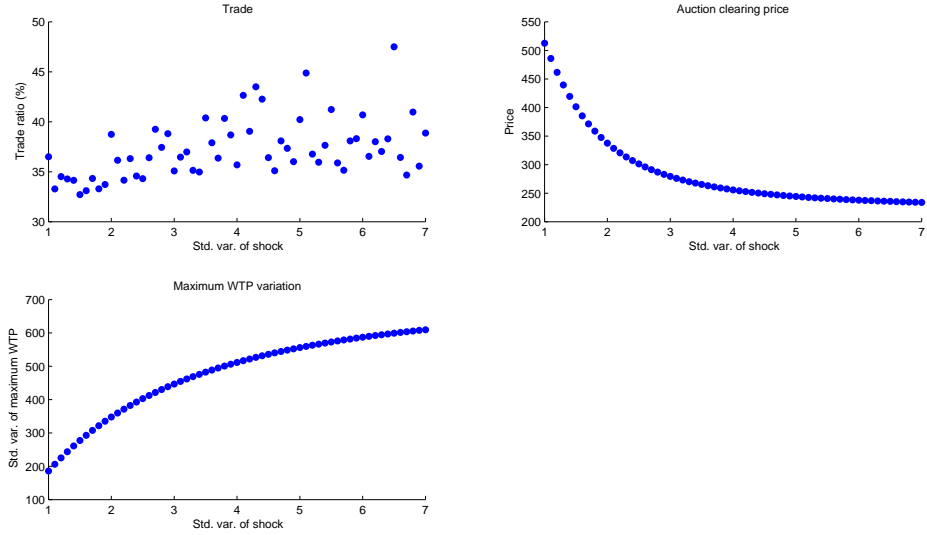 Trade
50
45
40
35
30
Trade ratio (%)
1 2 3 4 5 6 7
Std. var. of shock
Auction clearing price
550
500
450
400
350
300
250
200
Price
1 2 3 4 5 6 7
Std. var. of shock
Maximum WTP variation
700
600
500
400
300
200
100
Std. var. of maximum WTP
1 2 3 4 5 6 7
Std. var. of shock